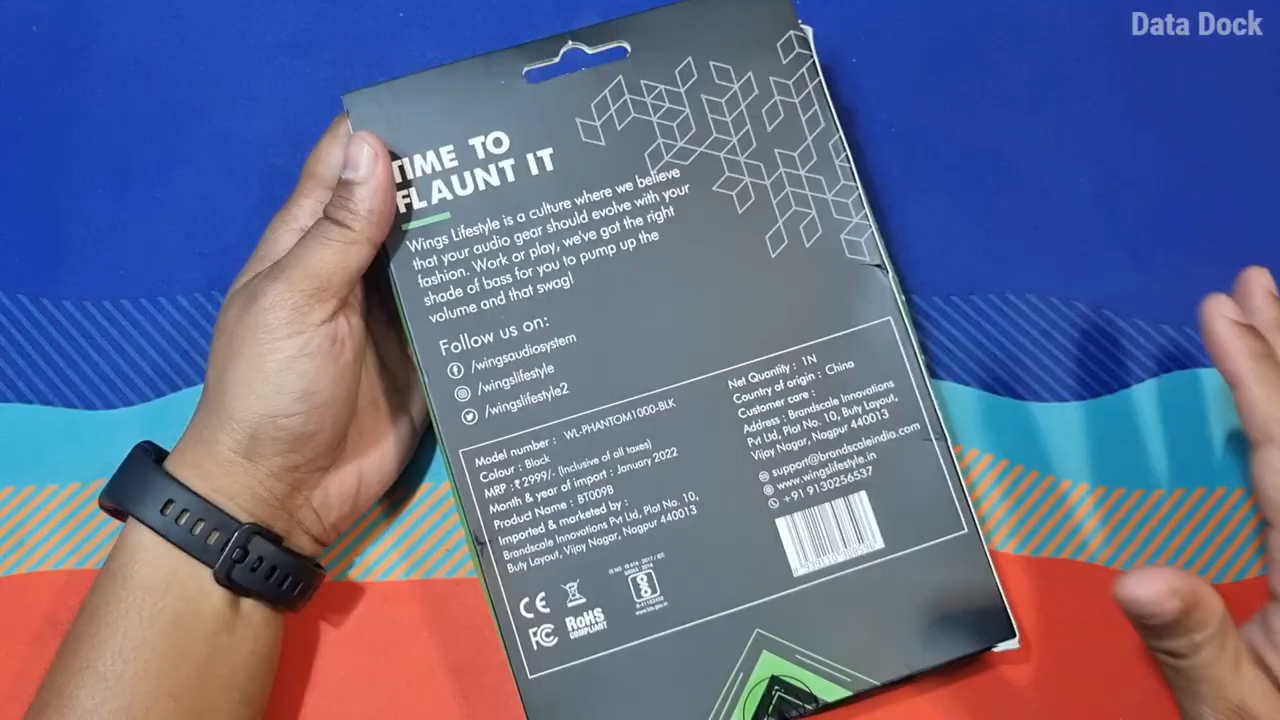 Data Dock
TIME TO
FLAUNT IT
Wings Lifestyle is a culture where we believe
that your audio gear should evolve with your
fashion. Work or play, we've got the right
shade of bass for you to pump up the
volume and that swag!
Follow us on:
/wingsaudiosystem
/wingslifestyle
/wingslifestyle2
Model number : WL-PHANTOM1000-BLK
Colour : Black
MRP : ₹ 2999/- (Inclusive of all taxes)
Month & year of import : January 2022
Product Name : BT009B
Imported & marketed by :
Brandscale Innovations Pvt Ltd, Plot No. 10,
Buty Layout, Vijay Nagar, Nagpur 440013
Net Quantity : 1N
Country of origin : China
Customer care :
Address : Brandscale Innovations
Pvt Ltd, Plot No. 10, Buty Layout,
Vijay Nagar, Nagpur 440013
support@brandscaleindia.com
www.wingslifestyle.in
+91 9130256537
CE
FC
RoHS
COMPLIANT